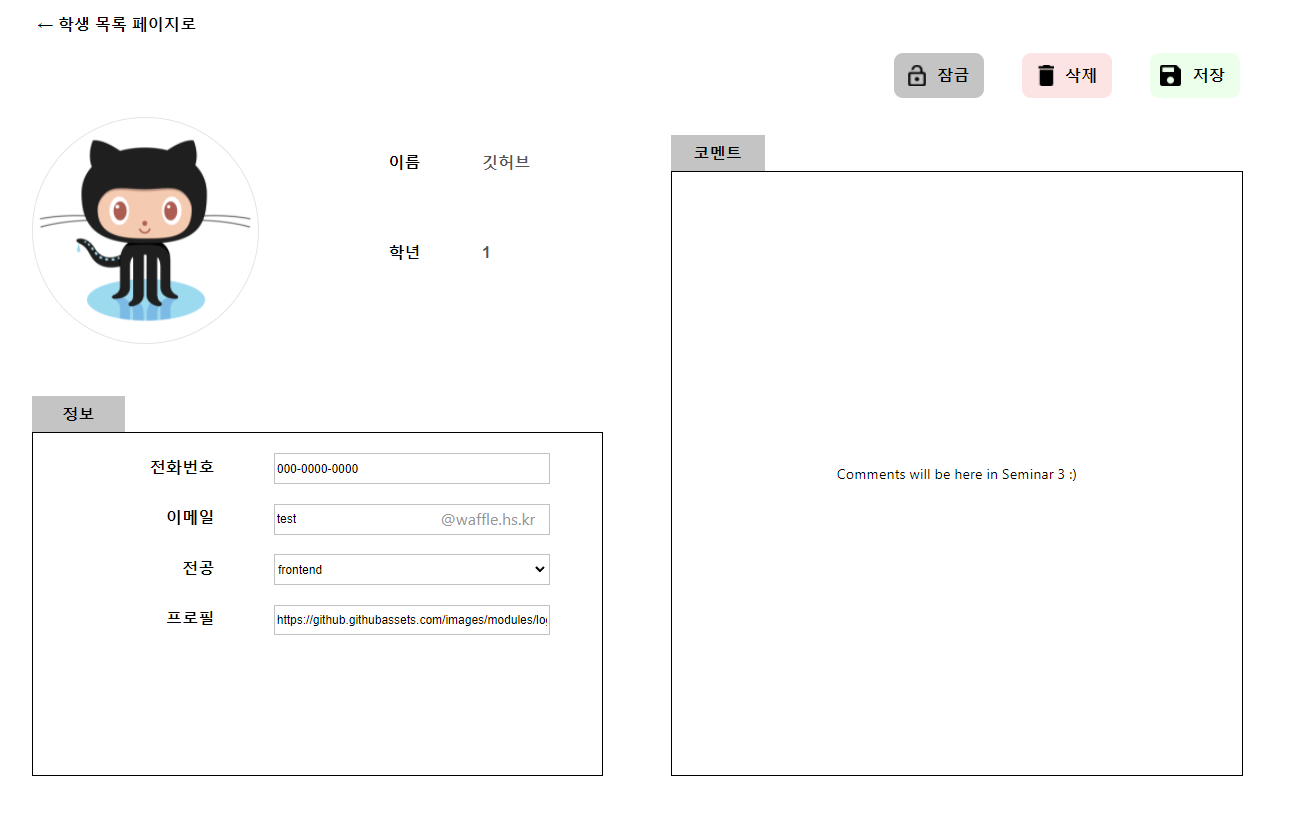 ← 학생 목록 페이지로
잠금
삭제
저장
이름 깃허브
학년 1
코멘트
Comments will be here in Seminar 3 :)
정보
전화번호 000-0000-0000
이메일 test @waffle.hs.kr
전공 frontend
프로필 https://github.githubassets.com/images/modules/log